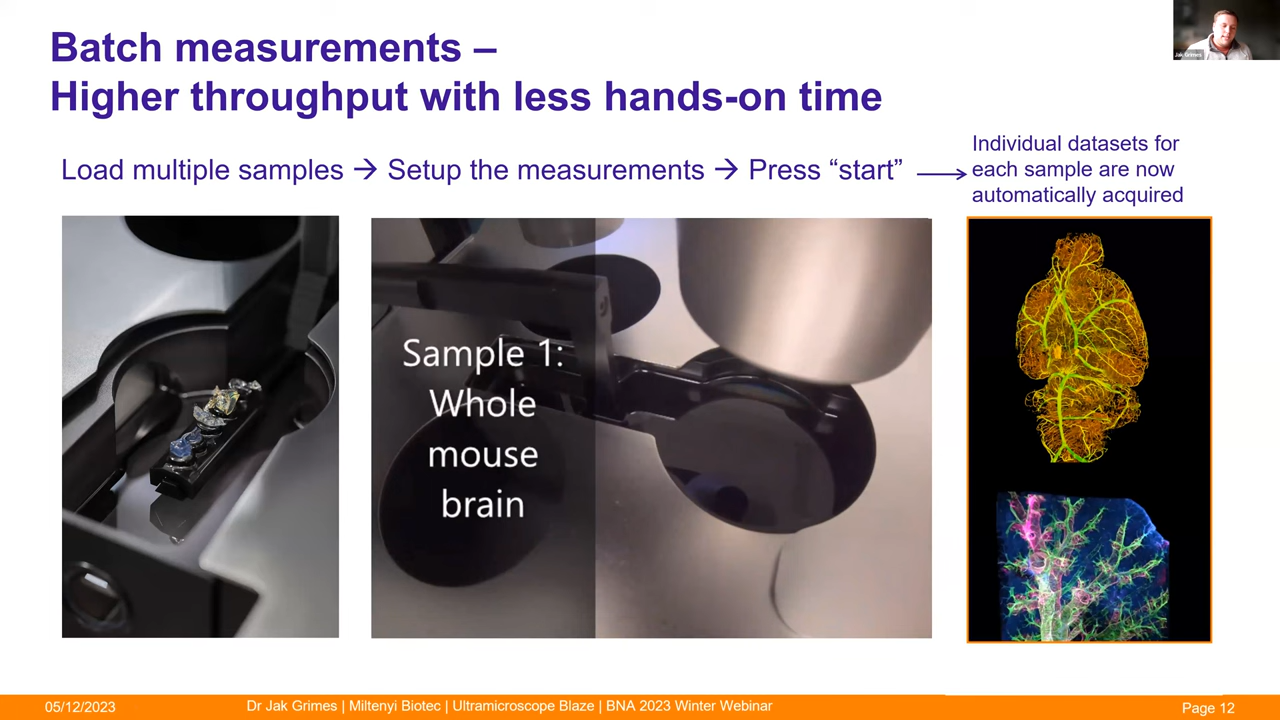 Batch measurements –
Higher throughput with less hands-on time
Jak Grimes
Load multiple samples → Setup the measurements → Press “start”
Individual datasets for
each sample are now
automatically acquired
Sample 1:
Whole
mouse
brain
05/12/2023
Dr Jak Grimes | Miltenyi Biotec | Ultramicroscope Blaze | BNA 2023 Winter Webinar
Page 12